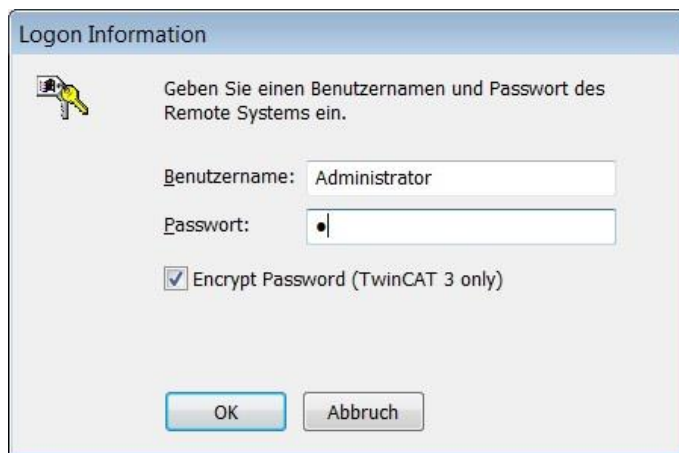 Logon Information
Geben Sie einen Benutzernamen und Passwort des
Remote Systems ein.
Benutzername: Administrator
Passwort: ●
Encrypt Password (TwinCAT 3 only)
OK Abbruch